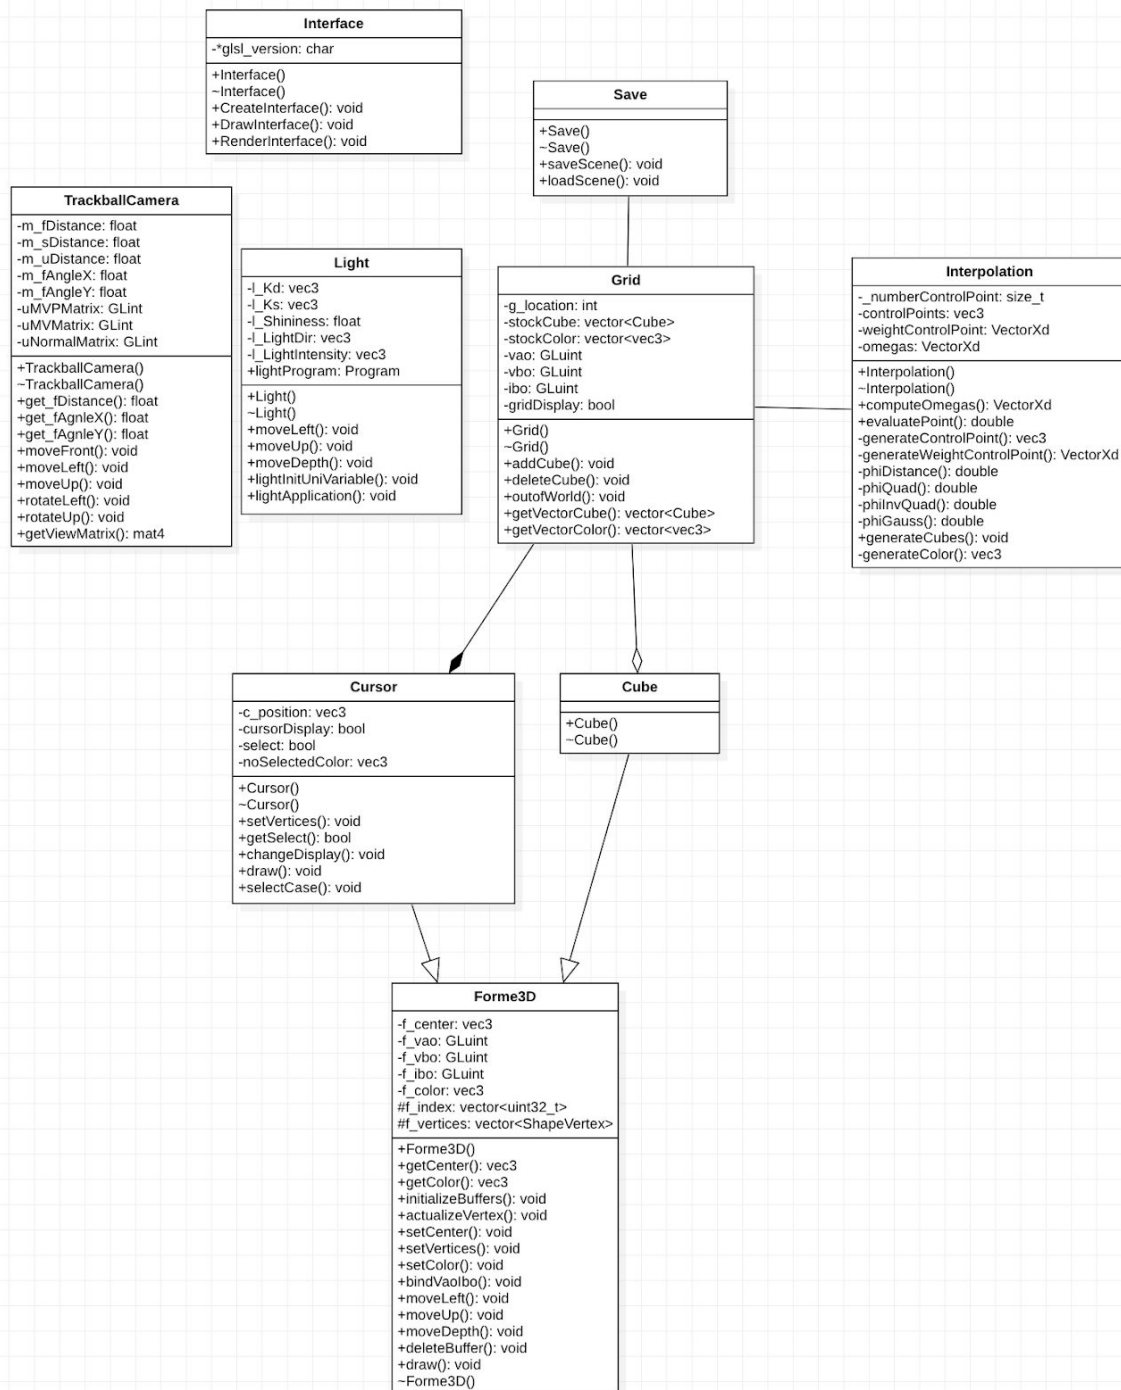 Interface
-*glsl_version: char
+Interface()
~Interface()
+CreateInterface(): void
+DrawInterface(): void
+RenderInterface(): void
Save
+Save()
~Save()
+saveScene(): void
+loadScene(): void
TrackballCamera
-m_fDistance: float
-m_sDistance: float
-m_uDistance: float
-m_fAngleX: float
-m_fAngleY: float
-uMVPMatrix: GLint
-uMVMatrix: GLint
-uNormalMatrix: GLint
+TrackballCamera()
~TrackballCamera()
+get_fDistance(): float
+get_fAgnleX(): float
+get_fAgnleY(): float
+moveFront(): void
+moveLeft(): void
+moveUp(): void
+rotateLeft(): void
+rotateUp(): void
+getViewMatrix(): mat4
Light
-l_Kd: vec3
-l_Ks: vec3
-l_Shininess: float
-l_LightDir: vec3
-l_LightIntensity: vec3
+lightProgram: Program
+Light()
~Light()
+moveLeft(): void
+moveUp(): void
+moveDepth(): void
+lightInitUniVariable(): void
+lightApplication(): void
Grid
-g_location: int
-stockCube: vector<Cube>
-stockColor: vector<vec3>
-vao: GLuint
-vbo: GLuint
-ibo: GLuint
-gridDisplay: bool
+Grid()
~Grid()
+addCube(): void
+deleteCube(): void
+outofWorld(): void
+getVectorCube(): vector<Cube>
+getVectorColor(): vector<vec3>
Interpolation
-_numberControlPoint: size_t
-controlPoints: vec3
-weightControlPoint: VectorXd
-omegas: VectorXd
+Interpolation()
~Interpolation()
+computeOmegas(): VectorXd
+evaluatePoint(): double
-generateControlPoint(): vec3
-generateWeightControlPoint(): VectorXd
-phiDistance(): double
-phiQuad(): double
-phiInvQuad(): double
-phiGauss(): double
+generateCubes(): void
-generateColor(): vec3
Cursor
-c_position: vec3
-cursorDisplay: bool
-select: bool
-noSelectedColor: vec3
+Cursor()
~Cursor()
+setVertices(): void
+getSelect(): bool
+changeDisplay(): void
+draw(): void
+selectCase(): void
Cube
+Cube()
~Cube()
Forme3D
-f_center: vec3
-f_vao: GLuint
-f_vbo: GLuint
-f_ibo: GLuint
-f_color: vec3
#f_index: vector<uint32_t>
#f_vertices: vector<ShapeVertex>
+Forme3D()
+getCenter(): vec3
+getColor(): vec3
+initializeBuffers(): void
+actualizeVertex(): void
+setCenter(): void
+setVertices(): void
+setColor(): void
+bindVaoIbo(): void
+moveLeft(): void
+moveUp(): void
+moveDepth(): void
+deleteBuffer(): void
+draw(): void
~Forme3D()